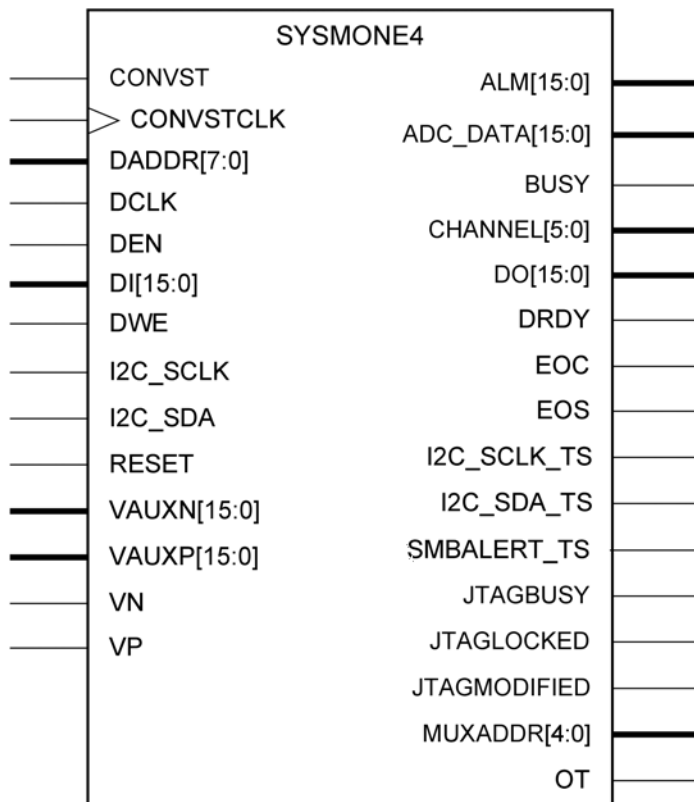 SYSMONE4
CONVST
CONVSTCLK
DADDR[7:0]
DCLK
DEN
DI[15:0]
DWE
I2C_SCLK
I2C_SDA
RESET
VAUXN[15:0]
VAUXP[15:0]
VN
VP
ALM[15:0]
ADC_DATA[15:0]
BUSY
CHANNEL[5:0]
DO[15:0]
DRDY
EOC
EOS
I2C_SCLK_TS
I2C_SDA_TS
SMBALERT_TS
JTAGBUSY
JTAGLOCKED
JTAGMODIFIED
MUXADDR[4:0]
OT